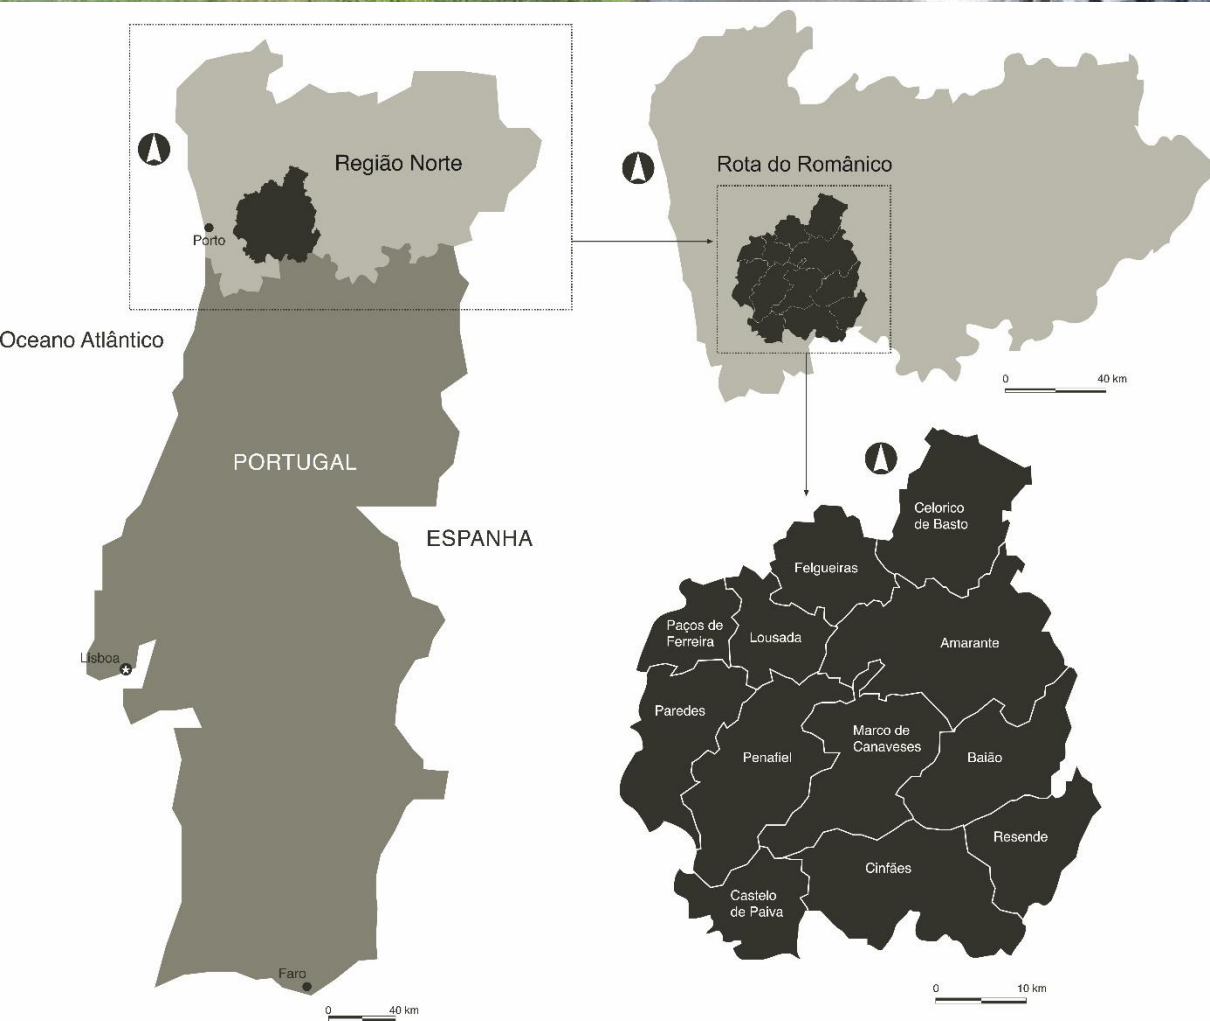 Região Norte
Porto
Oceano Atlântico
PORTUGAL
ESPANHA
Lisboa
Faro
0 40 km
Rota do Românico
0 40 km
Celorico
de Basto
Felgueiras
Paços de
Ferreira
Lousada
Amarante
Paredes
Penafiel
Marco de
Canaveses
Baião
Resende
Cinfães
Castelo
de Paiva
0 10 km